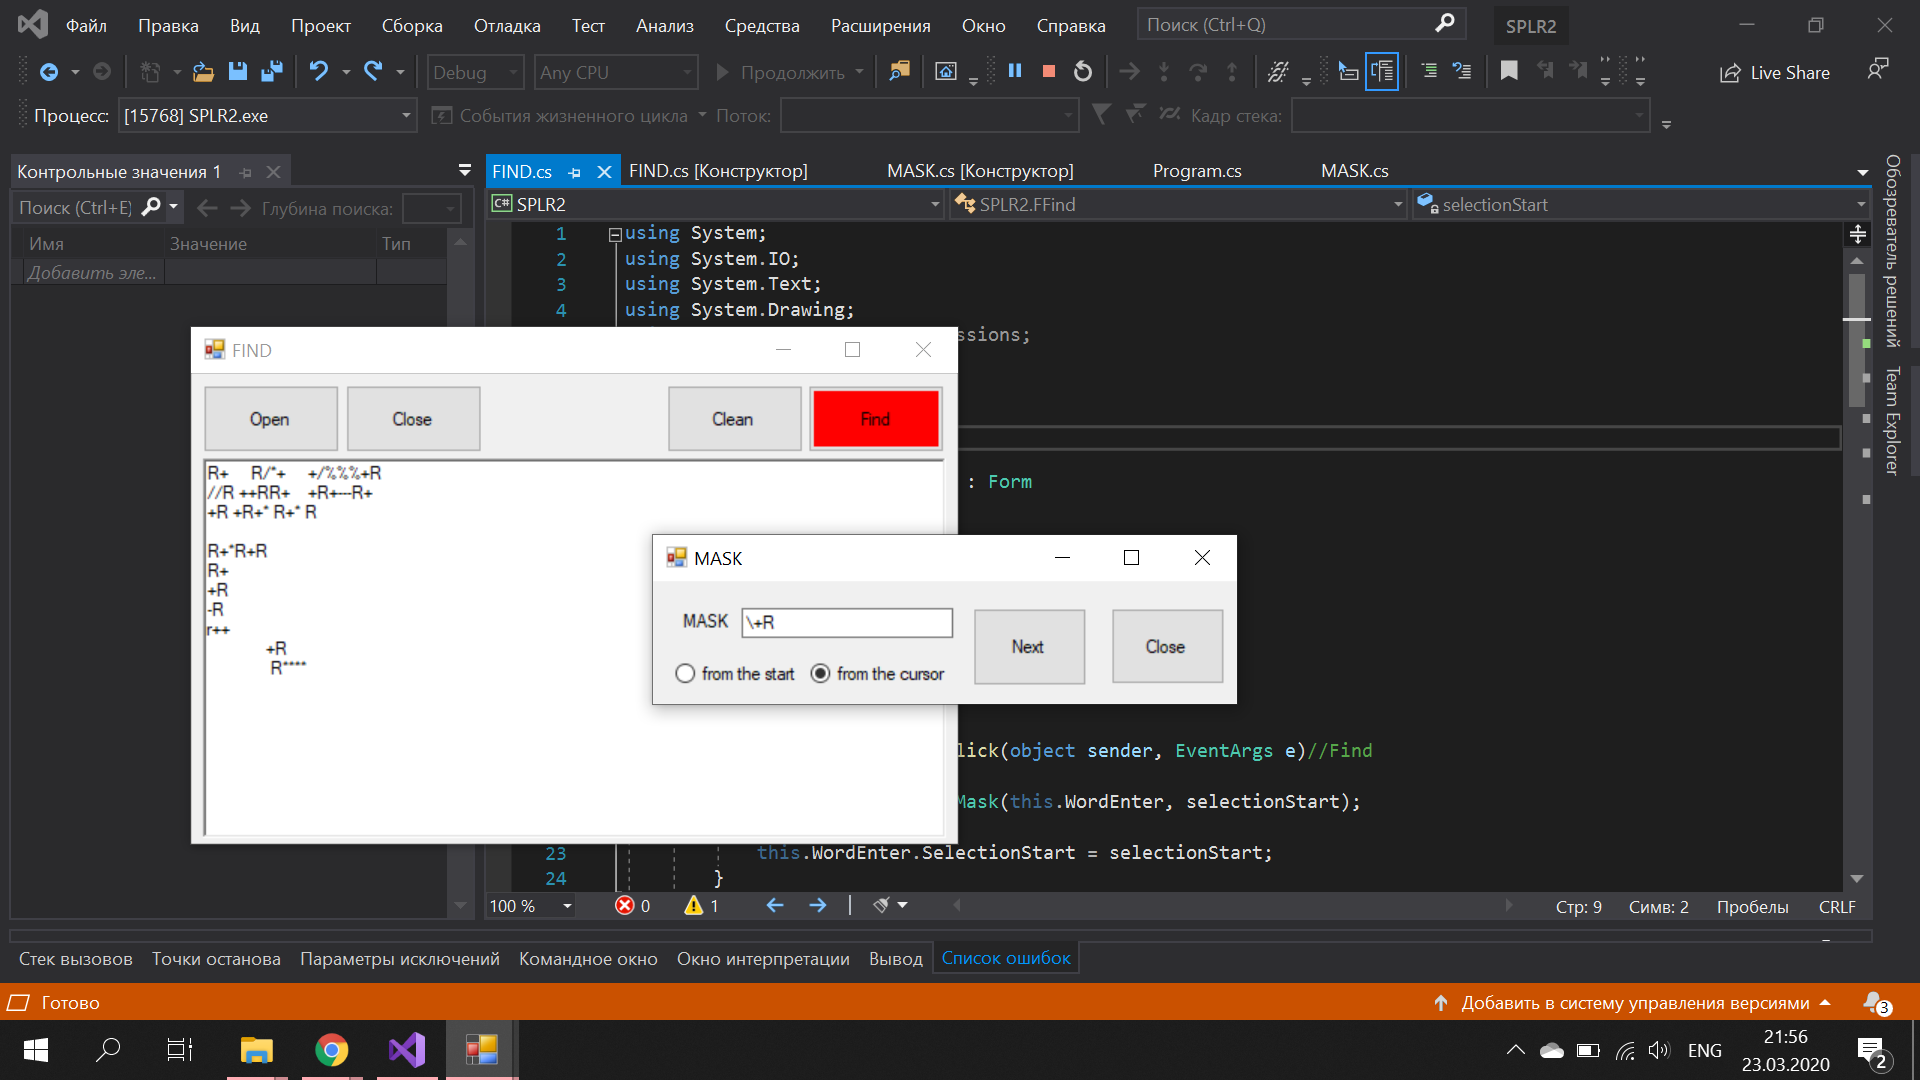 Файл Правка Вид Проект Сборка Отладка Тест Анализ Средства Расширения Окно Справка Поиск (Ctrl+Q) SPLR2
Debug Any CPU Продолжить Live Share
Процесс: [15768] SPLR2.exe События жизненного цикла Поток: Кадр стека:
Контрольные значения 1
Поиск (Ctrl+E) Глубина поиска:
Имя Значение Тип
Добавить эле...
FIND.cs FIND.cs [Конструктор] MASK.cs [Конструктор] Program.cs MASK.cs
C# SPLR2 SPLR2.FFind selectionStart
1 using System;
2 using System.IO;
3 using System.Text;
4 using System.Drawing;
ssions;
: Form
lick(object sender, EventArgs e)//Find
Mask(this.WordEnter, selectionStart);
23 this.WordEnter.SelectionStart = selectionStart;
24 }
FIND
Open Close Clean Find
R+ R/*+ +/%%%+R
//R ++RR+ +R+---R+
+R +R+* R+* R
R+*R+R
R+
+R
-R
r++
+R
R****
MASK
MASK \+R
from the start from the cursor
Next Close
100 % 0 1 Стр: 9 Симв: 2 Пробелы CRLF
Обозреватель решений
Team Explorer
Стек вызовов Точки останова Параметры исключений Командное окно Окно интерпретации Вывод Список ошибок
Готово Добавить в систему управления версиями 3
ENG 21:56
23.03.2020 2